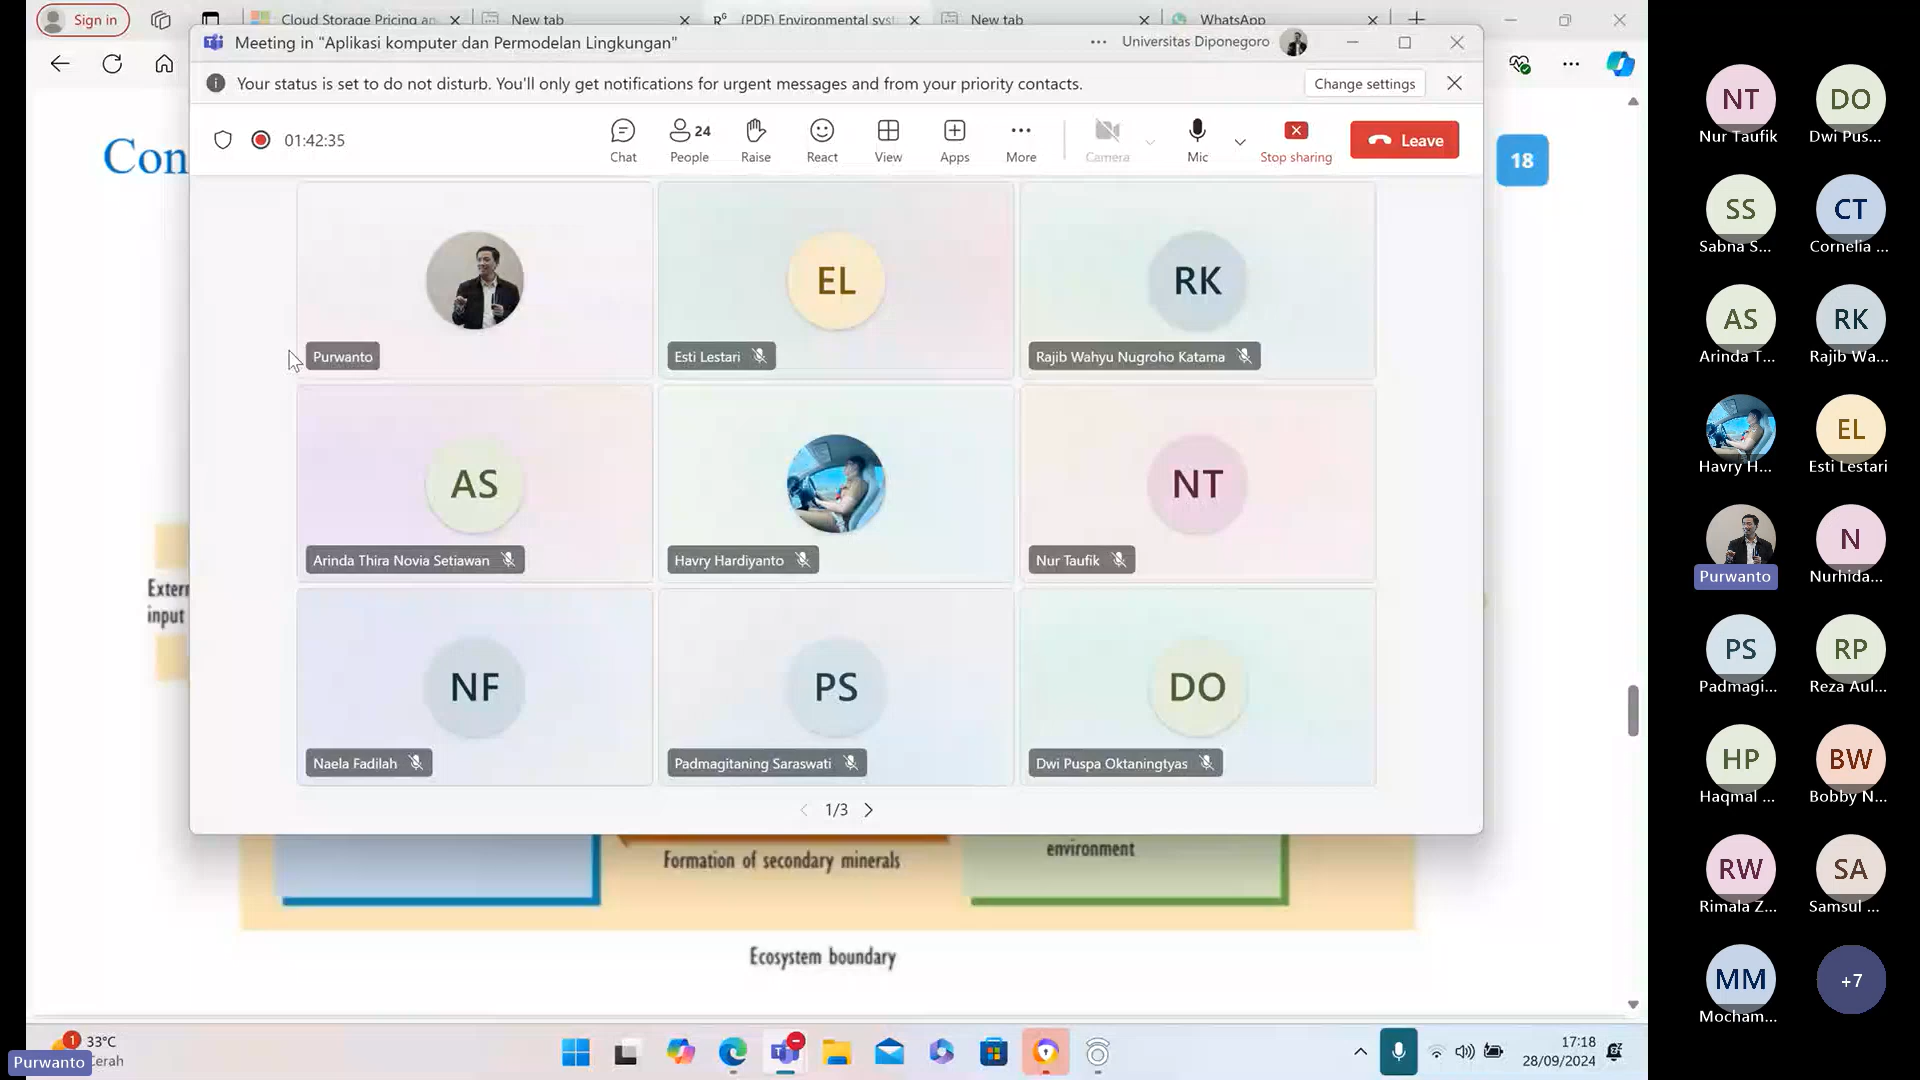 Sign in
Cloud Storage Pricing an
New tab
(PDF) Environmental syst
New tab
WhatsApp
Meeting in "Aplikasi komputer dan Permodelan Lingkungan"
Universitas Diponegoro
Your status is set to do not disturb. You'll only get notifications for urgent messages and from your priority contacts.
Change settings
01:42:35
Chat
24
People
Raise
React
View
Apps
More
Camera
Mic
Stop sharing
Leave
Con
18
Purwanto
EL
Esti Lestari
RK
Rajib Wahyu Nugroho Katama
AS
Arinda Thira Novia Setiawan
Havry Hardiyanto
NT
Nur Taufik
NF
Naela Fadilah
PS
Padmagitaning Saraswati
DO
Dwi Puspa Oktaningtyas
1/3
Extern
input
Formation of secondary minerals
environment
Ecosystem boundary
NT
Nur Taufik
DO
Dwi Pus...
SS
Sabna S...
CT
Cornelia ...
AS
Arinda T...
RK
Rajib Wa...
Havry H...
EL
Esti Lestari
Purwanto
N
Nurhida...
PS
Padmagi...
RP
Reza Aul...
HP
Haqmal ...
BW
Bobby N...
RW
Rimala Z...
SA
Samsul ...
MM
Mocham...
+7
1
33°C
Cerah
Purwanto
17:18
28/09/2024